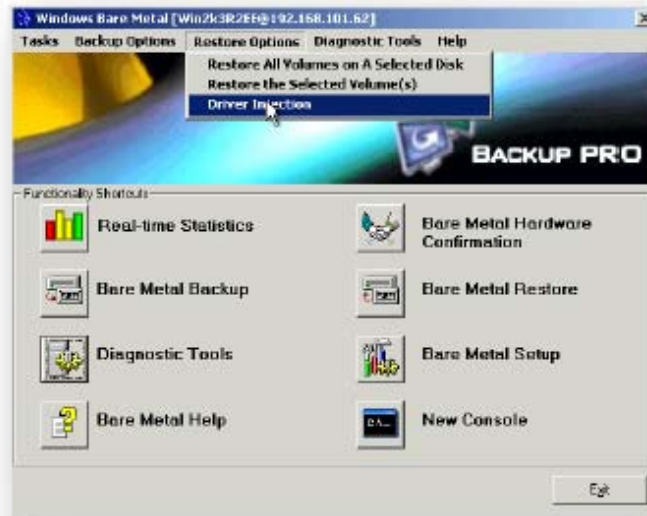 Windows Bare Metal [Win2k3R2EE@192.168.101.62]
Tasks Backup Options Restore Options Diagnostic Tools Help
Restore All Volumes on A Selected Disk
Restore the Selected Volume(s)
Driver Injection
BACKUP PRO
Functionality Shortcuts
Real-time Statistics
Bare Metal Hardware
Confirmation
Bare Metal Backup
Bare Metal Restore
Diagnostic Tools
Bare Metal Setup
Bare Metal Help
New Console
Exit